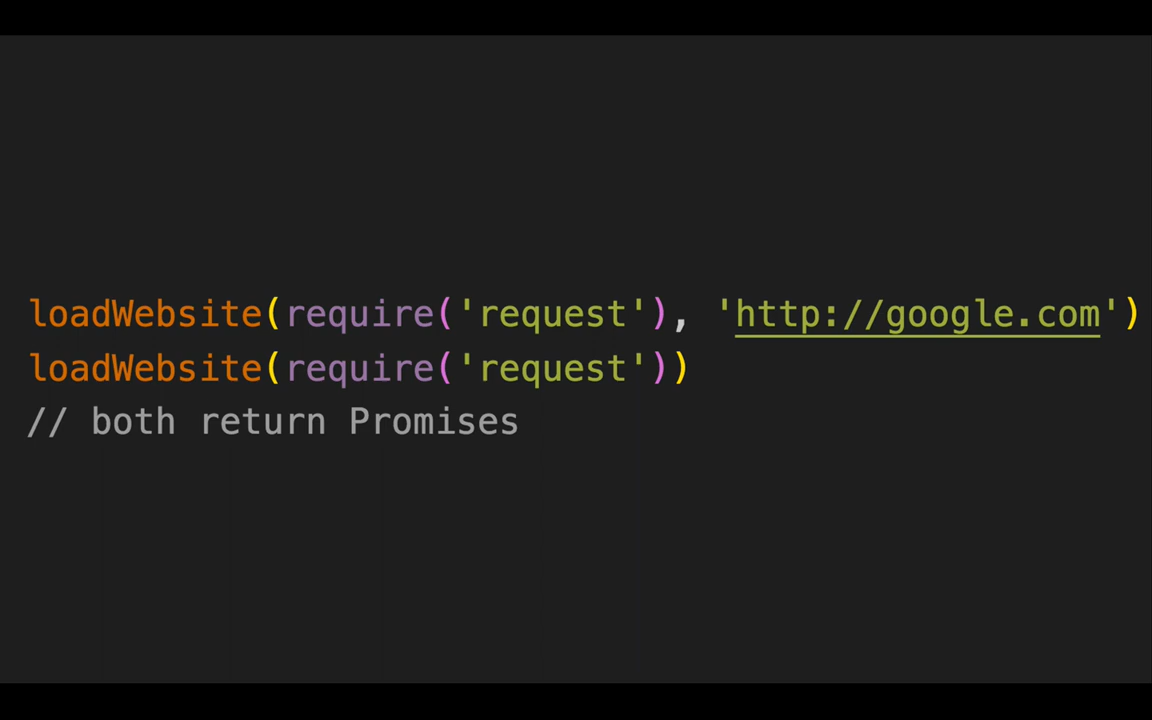 loadWebsite(require('request'), 'http://google.com')
loadWebsite(require('request'))
// both return Promises